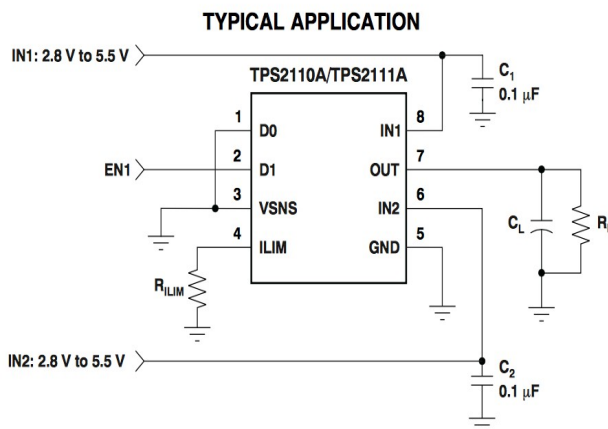 TYPICAL APPLICATION
IN1: 2.8 V to 5.5 V
TPS2110A/TPS2111A
C1
0.1 µF
1
D0
IN1
8
EN1
2
D1
OUT
7
3
VSNS
IN2
6
4
ILIM
GND
5
CL
RILIM
IN2: 2.8 V to 5.5 V
C2
0.1 µF